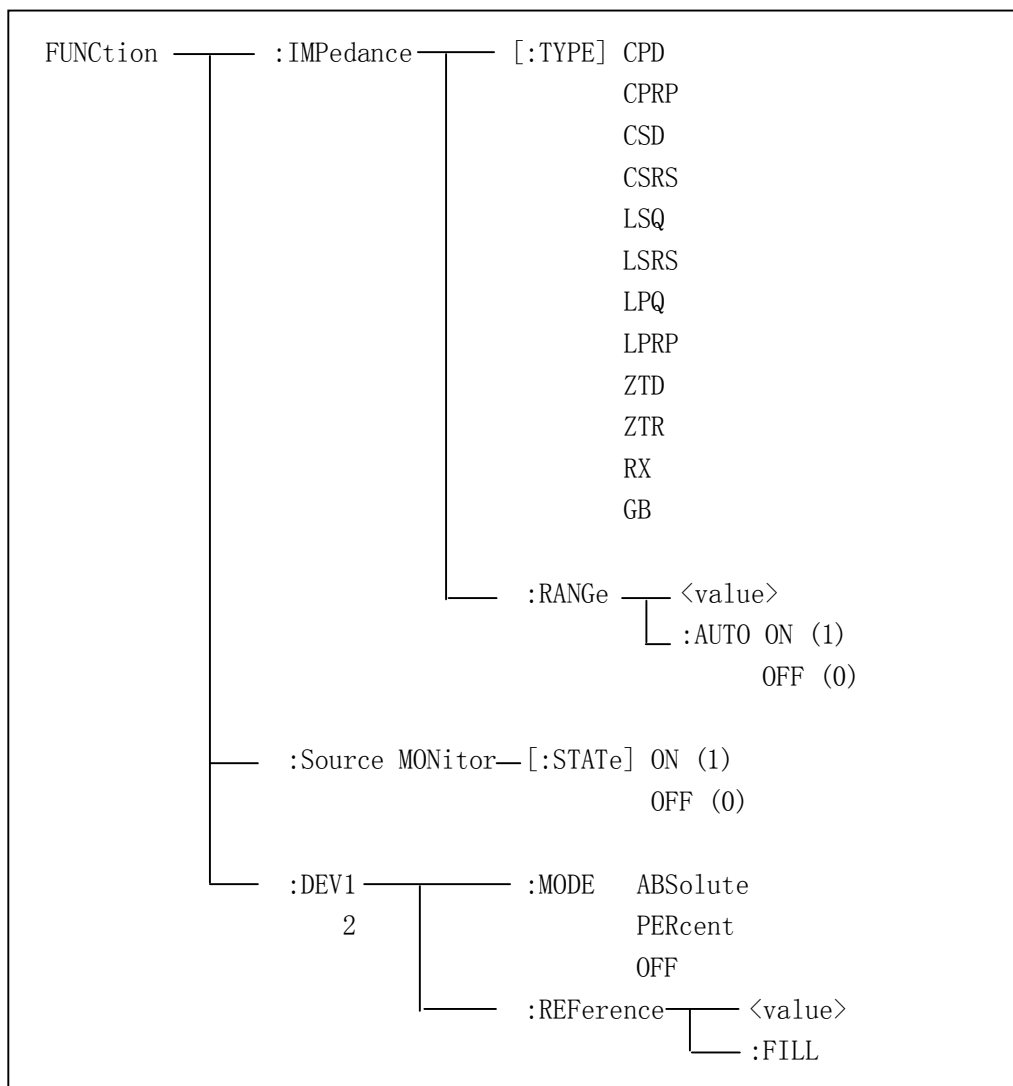 FUNCtion :IMPedance [:TYPE] CPD
CPRP
CSD
CSRS
LSQ
LSRS
LPQ
LPRP
ZTD
ZTR
RX
GB
:RANGe <value>
:AUTO ON (1)
OFF (0)
:Source MONitor [:STATe] ON (1)
OFF (0)
:DEV1 :MODE ABSolute
2 PERcent
OFF
:REFerence <value>
:FILL